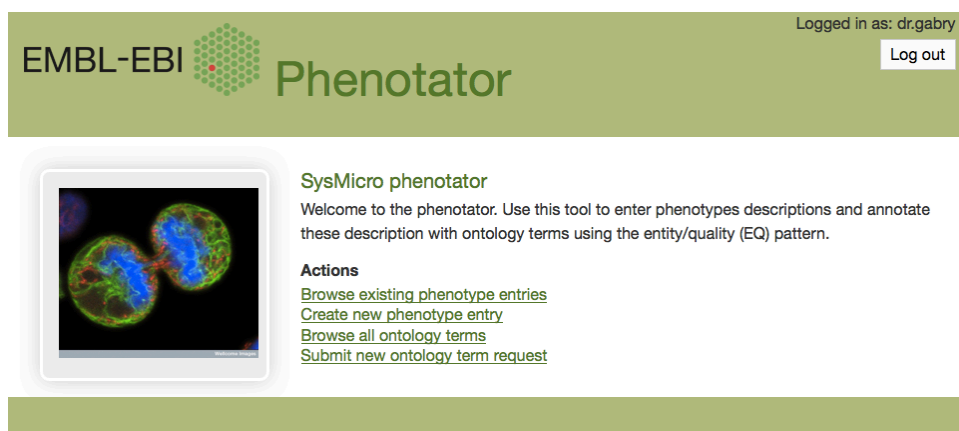 Logged in as: dr.gabry
Log out
EMBL-EBI
Phenotator
SysMicro phenotator
Welcome to the phenotator. Use this tool to enter phenotypes descriptions and annotate
these description with ontology terms using the entity/quality (EQ) pattern.
Actions
Browse existing phenotype entries
Create new phenotype entry
Browse all ontology terms
Submit new ontology term request
Wellcome Images